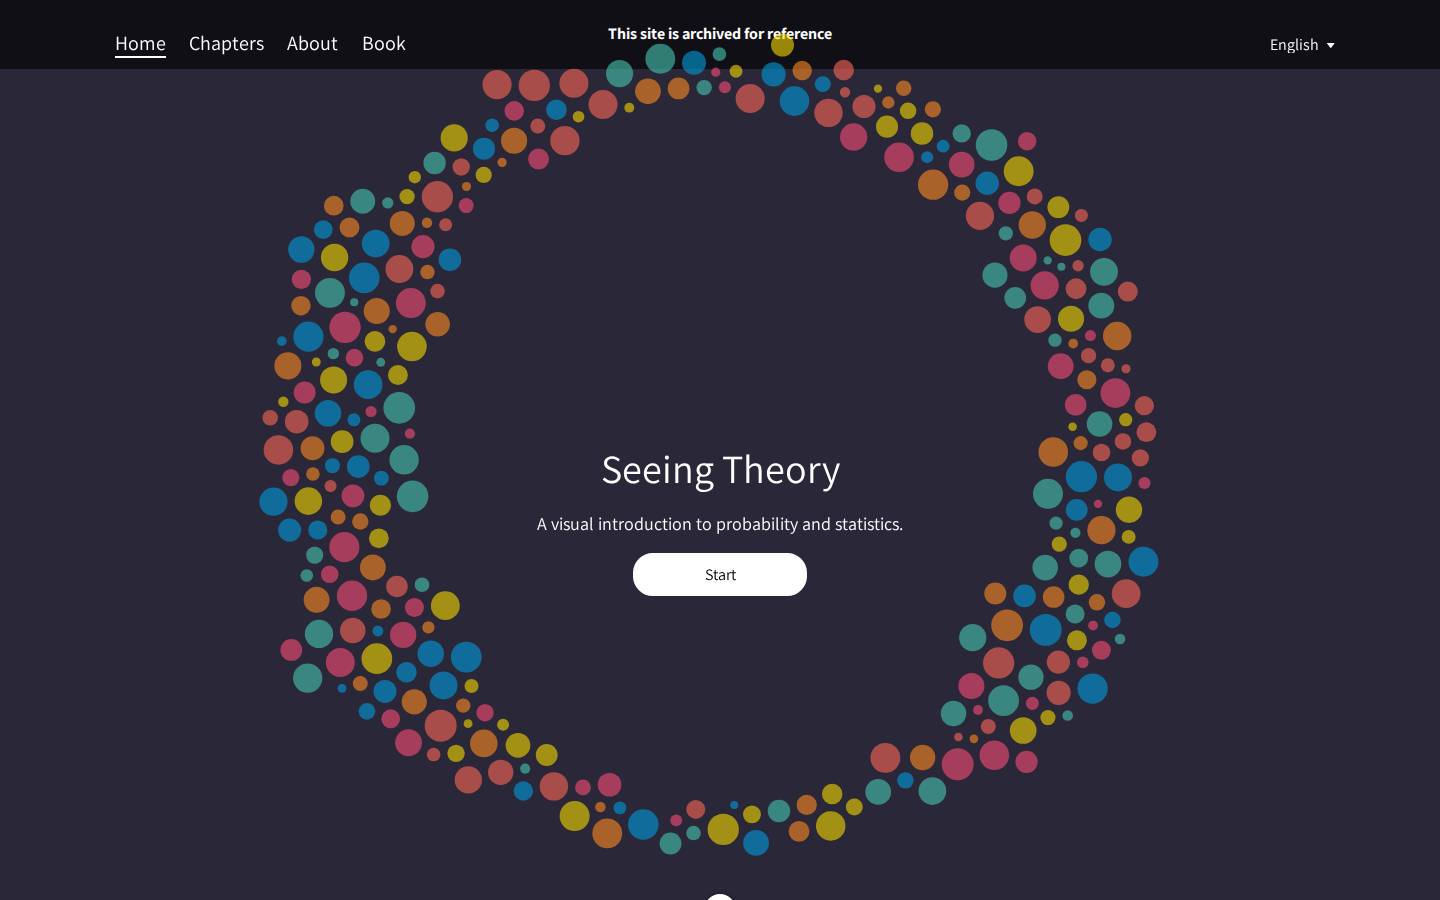 Home Chapters About Book
This site is archived for reference
English
Seeing Theory
A visual introduction to probability and statistics.
Start